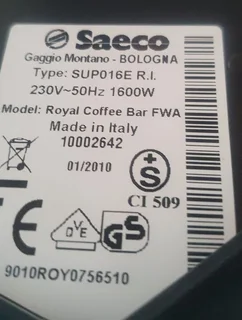 Saeco
Gaggio Montano - BOLOGNA
Type: SUP016E R.I.
230V~50Hz 1600W
Model: Royal Coffee Bar FWA
Made in Italy
10002642
01/2010
+S
CI 509
DVE GS
9010ROY0756510